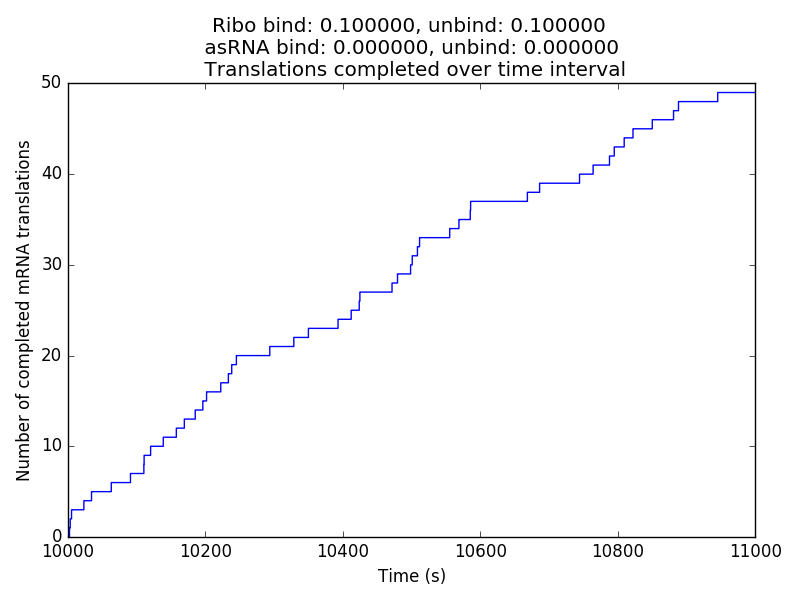 Ribo bind: 0.100000, unbind: 0.100000
asRNA bind: 0.000000, unbind: 0.000000
Translations completed over time interval
50
40
30
20
10
0
Number of completed mRNA translations
10000 10200 10400 10600 10800 11000
Time (s)